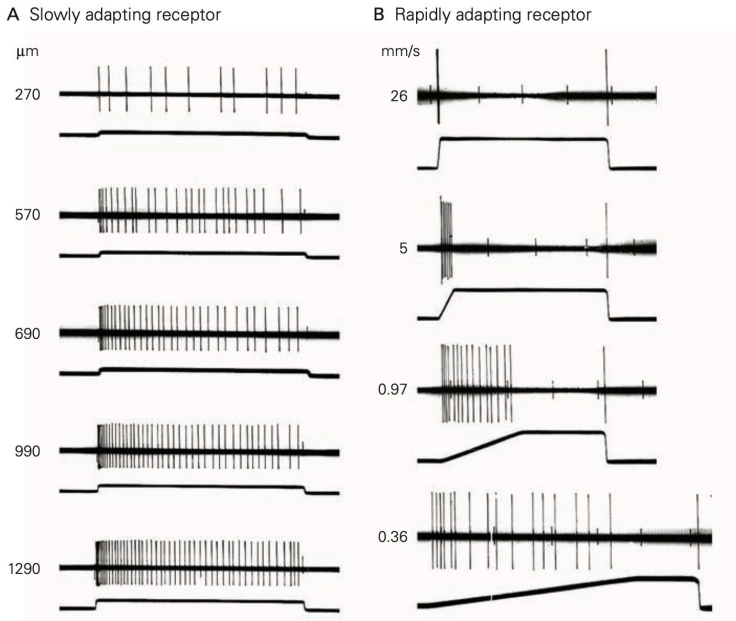 A Slowly adapting receptor
μm
270
570
690
990
1290
B Rapidly adapting receptor
mm/s
26
5
0.97
0.36